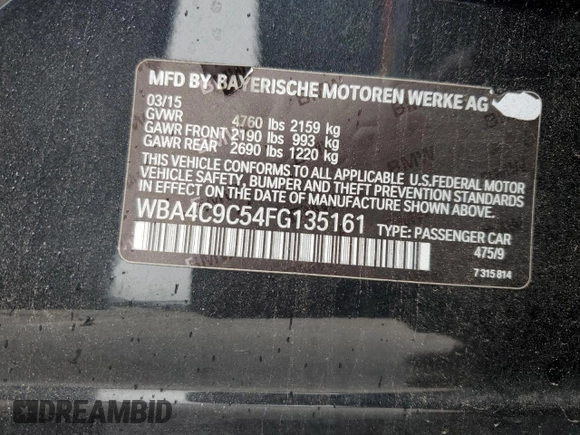 MFD BY BAYERISCHE MOTOREN WERKE AG
03/15
GVWR 4760 lbs 2159 kg
GAWR FRONT 2190 lbs 993 kg
GAWR REAR 2690 lbs 1220 kg
THIS VEHICLE CONFORMS TO ALL APPLICABLE U.S.FEDERAL MOTOR
VEHICLE SAFETY, BUMPER AND THEFT PREVENTION STANDARDS
IN EFFECT ON THE DATE OF MANUFACTURE SHOWN ABOVE.
WBA4C9C54FG135161 TYPE: PASSENGER CAR
475/9
7 315 814
DREAMBID